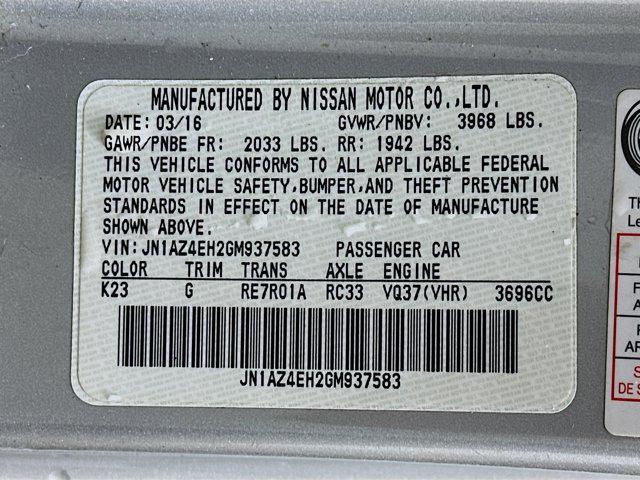 MANUFACTURED BY NISSAN MOTOR CO.,LTD.
DATE: 03/16 GVWR/PNBV: 3968 LBS.
GAWR/PNBE FR: 2033 LBS. RR: 1942 LBS.
THIS VEHICLE CONFORMS TO ALL APPLICABLE FEDERAL
MOTOR VEHICLE SAFETY,BUMPER,AND THEFT PREVENTION
STANDARDS IN EFFECT ON THE DATE OF MANUFACTURE
SHOWN ABOVE.
VIN: JN1AZ4EH2GM937583 PASSENGER CAR
COLOR TRIM TRANS AXLE ENGINE
K23 G RE7R01A RC33 VQ37(VHR) 3696CC
JN1AZ4EH2GM937583